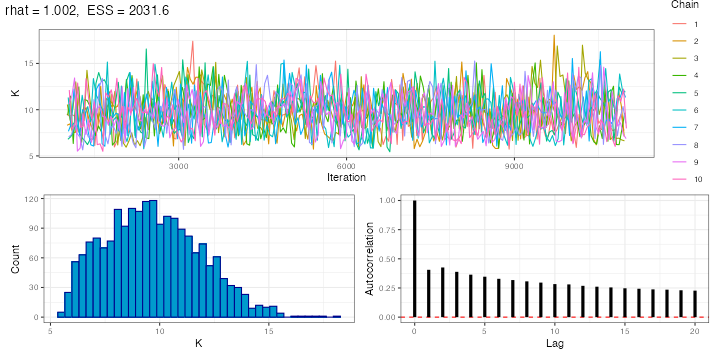 rhat = 1.002,  ESS = 2031.6
Chain
1
2
3
4
5
6
7
8
9
10
K
15
10
5
3000 6000 9000
Iteration
Count
120
90
60
30
0
5 10 15
K
Autocorrelation
1.00
0.75
0.50
0.25
0.00
0 5 10 15 20
Lag